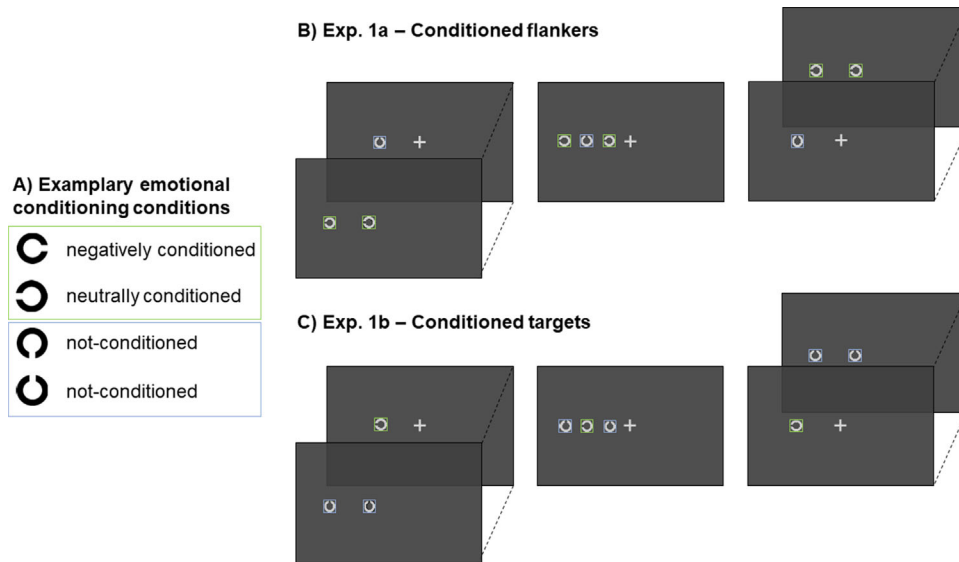 B) Exp. 1a – Conditioned flankers
A) Examplary emotional
conditioning conditions
negatively conditioned
neutrally conditioned
not-conditioned
not-conditioned
C) Exp. 1b – Conditioned targets